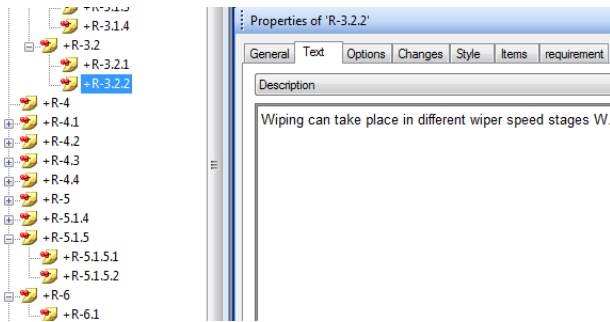 +R-3.1.3
+R-3.1.4
+R-3.2
+R-3.2.1
+R-3.2.2
+R-4
+R-4.1
+R-4.2
+R-4.3
+R-4.4
+R-5
+R-5.1.4
+R-5.1.5
+R-5.1.5.1
+R-5.1.5.2
+R-6
+R-6.1
Properties of 'R-3.2.2'
General Text Options Changes Style Items requirement
Description
Wiping can take place in different wiper speed stages W.